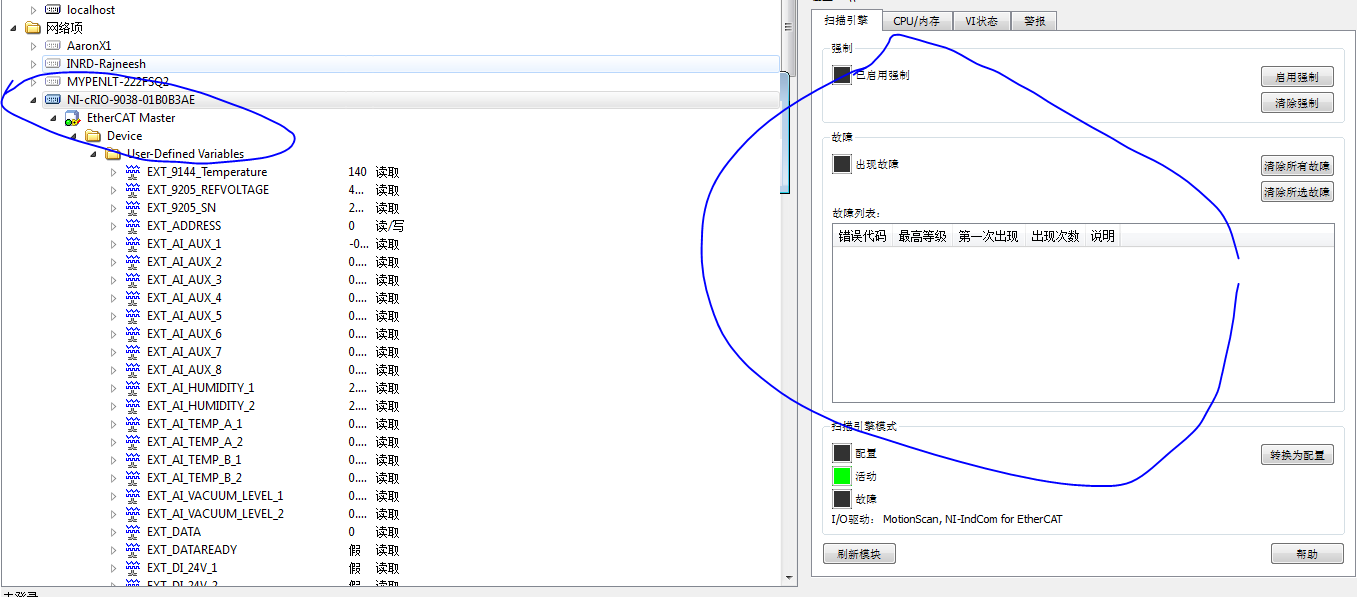 localhost
网络项
AaronX1
INRD-Rajneesh
MYPENLT-222FSQ2
NI-cRIO-9038-01B0B3AE
EtherCAT Master
Device
User-Defined Variables
EXT_9144_Temperature 140 读取
EXT_9205_REFVOLTAGE 4... 读取
EXT_9205_SN 2... 读取
EXT_ADDRESS 0 读/写
EXT_AI_AUX_1 -0... 读取
EXT_AI_AUX_2 0.... 读取
EXT_AI_AUX_3 0.... 读取
EXT_AI_AUX_4 0.... 读取
EXT_AI_AUX_5 0.... 读取
EXT_AI_AUX_6 0.... 读取
EXT_AI_AUX_7 0.... 读取
EXT_AI_AUX_8 0.... 读取
EXT_AI_HUMIDITY_1 2.... 读取
EXT_AI_HUMIDITY_2 2.... 读取
EXT_AI_TEMP_A_1 0.... 读取
EXT_AI_TEMP_A_2 0.... 读取
EXT_AI_TEMP_B_1 0.... 读取
EXT_AI_TEMP_B_2 0.... 读取
EXT_AI_VACUUM_LEVEL_1 0.... 读取
EXT_AI_VACUUM_LEVEL_2 0.... 读取
EXT_DATA 0 读取
EXT_DATAREADY 假 读取
EXT_DI_24V_1 假 读取
EXT_DI_24V_2 假 读取
未登录
扫描引擎 CPU/内存 VI状态 警报
强制
已启用强制
启用强制
清除强制
故障
出现故障
清除所有故障
清除所选故障
故障列表:
错误代码 最高等级 第一次出现 出现次数 说明
扫描引擎模式
配置
转换为配置
活动
故障
I/O驱动: MotionScan, NI-IndCom for EtherCAT
刷新模块 帮助